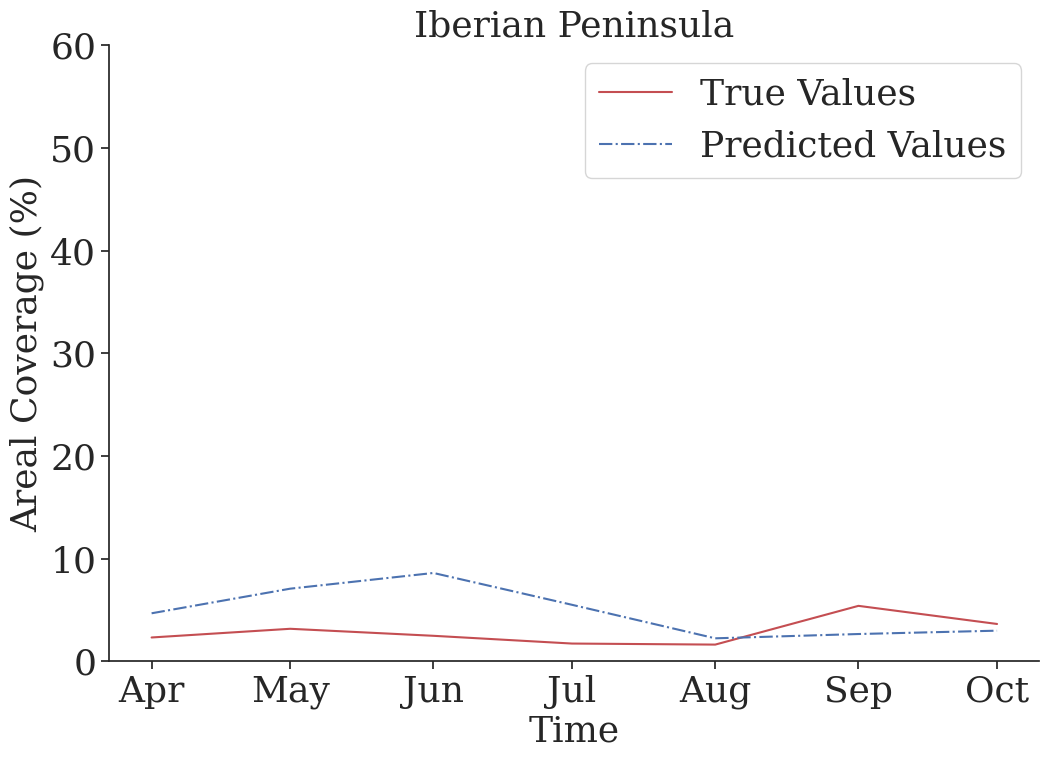 Iberian Peninsula
True Values
Predicted Values
Areal Coverage (%)
60
50
40
30
20
10
0
Apr May Jun Jul Aug Sep Oct
Time